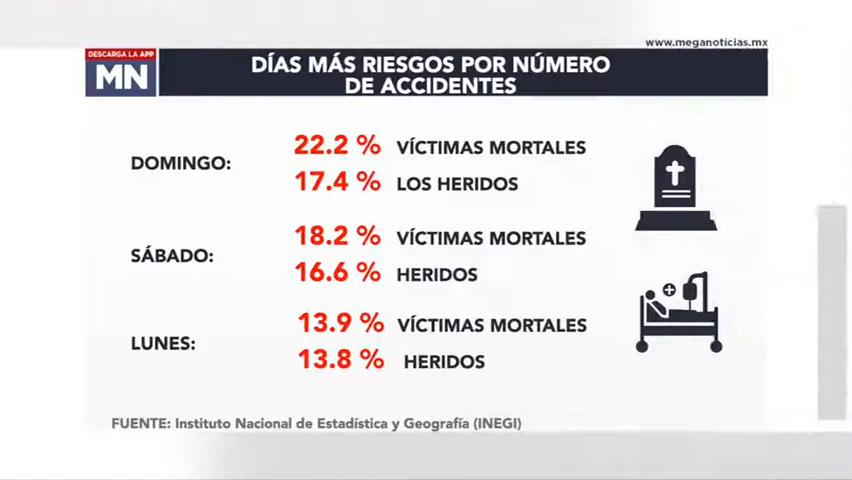 www.meganoticias.mx
DESCARGA LA APP
MN
DÍAS MÁS RIESGOS POR NÚMERO
DE ACCIDENTES
DOMINGO:
22.2 % VÍCTIMAS MORTALES
17.4 % LOS HERIDOS
SÁBADO:
18.2 % VÍCTIMAS MORTALES
16.6 % HERIDOS
LUNES:
13.9 % VÍCTIMAS MORTALES
13.8 % HERIDOS
FUENTE: Instituto Nacional de Estadística y Geografía (INEGI)